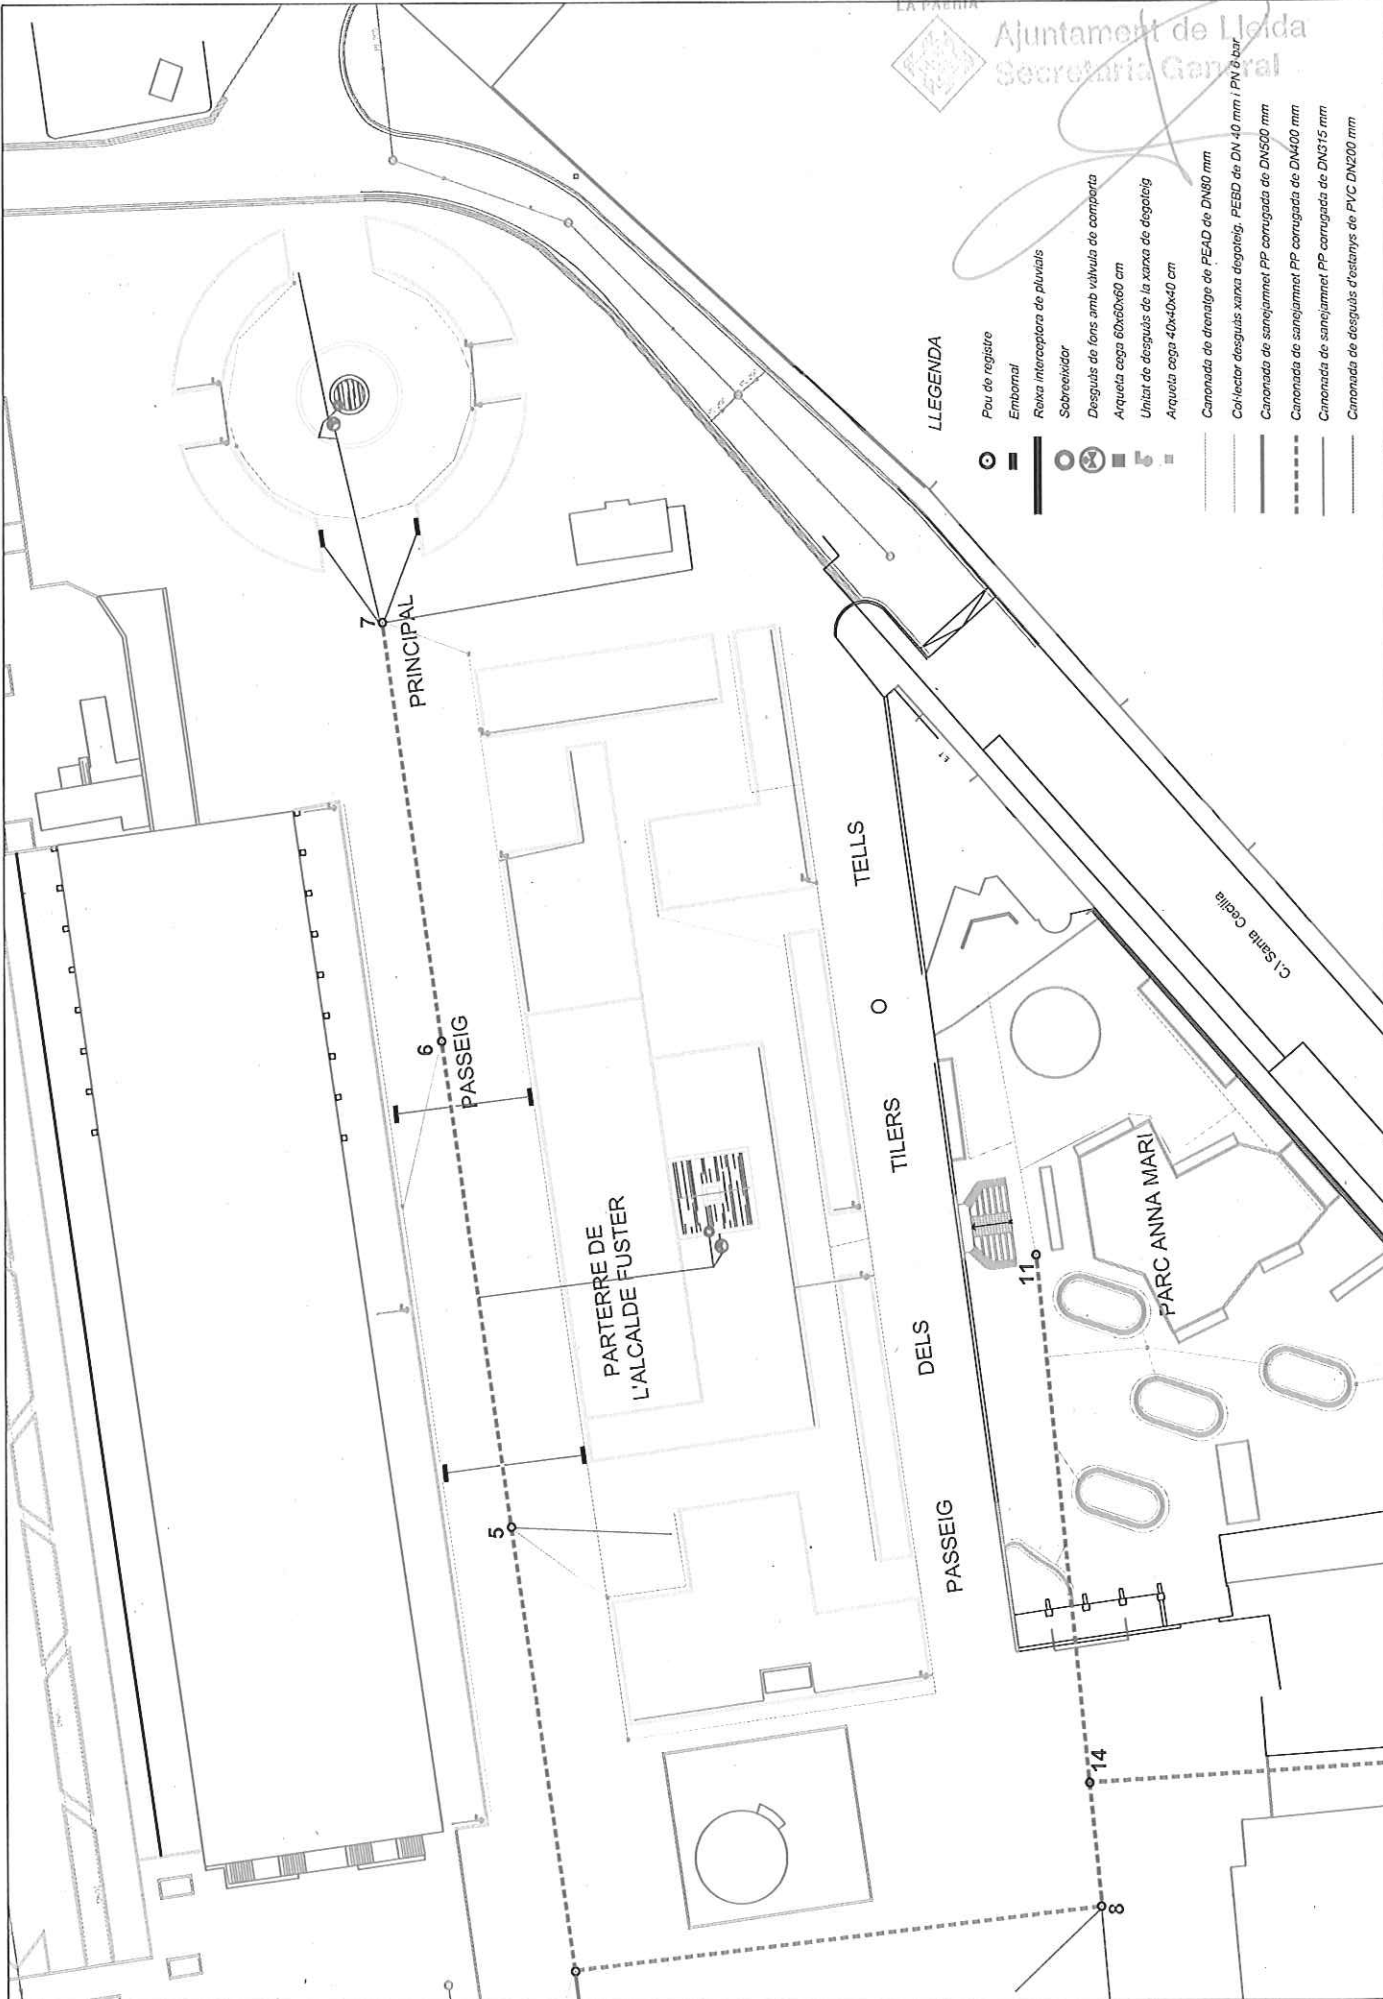 LA PAERIA
Ajuntament de Lleida
Secretaria General
LLEGENDA
Pou de registre
Embornal
Reixa interceptora de pluvials
Sobreeixidor
Desguàs de fons amb vàlvula de comporta
Arqueta cega 60x60x60 cm
Unitat de desguàs de la xarxa de degoteig
Arqueta cega 40x40x40 cm
Canonada de drenatge de PEAD de DN80 mm
Col·lector desguàs xarxa degoteig, PEBD de DN 40 mm i PN 6 bar
Canonada de sanejamnet PP corrugada de DN500 mm
Canonada de sanejamnet PP corrugada de DN400 mm
Canonada de sanejamnet PP corrugada de DN315 mm
Canonada de desguàs d'estanys de PVC DN200 mm
7
PRINCIPAL
6
PASSEIG
5
PARTERRE DE
L'ALCALDE FUSTER
TELLS
O
TILERS
DELS
PASSEIG
C.I Santa Cecília
PARC ANNA MARI
11
14
8